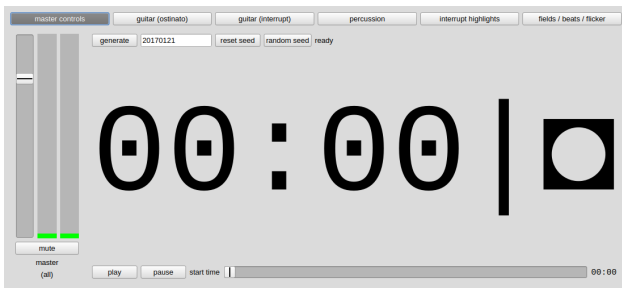 master controls guitar (ostinato) guitar (interrupt) percussion interrupt highlights fields / beats / flicker
generate 20170121 reset seed random seed ready
00:00
mute
master
(all)
play pause start time 00:00